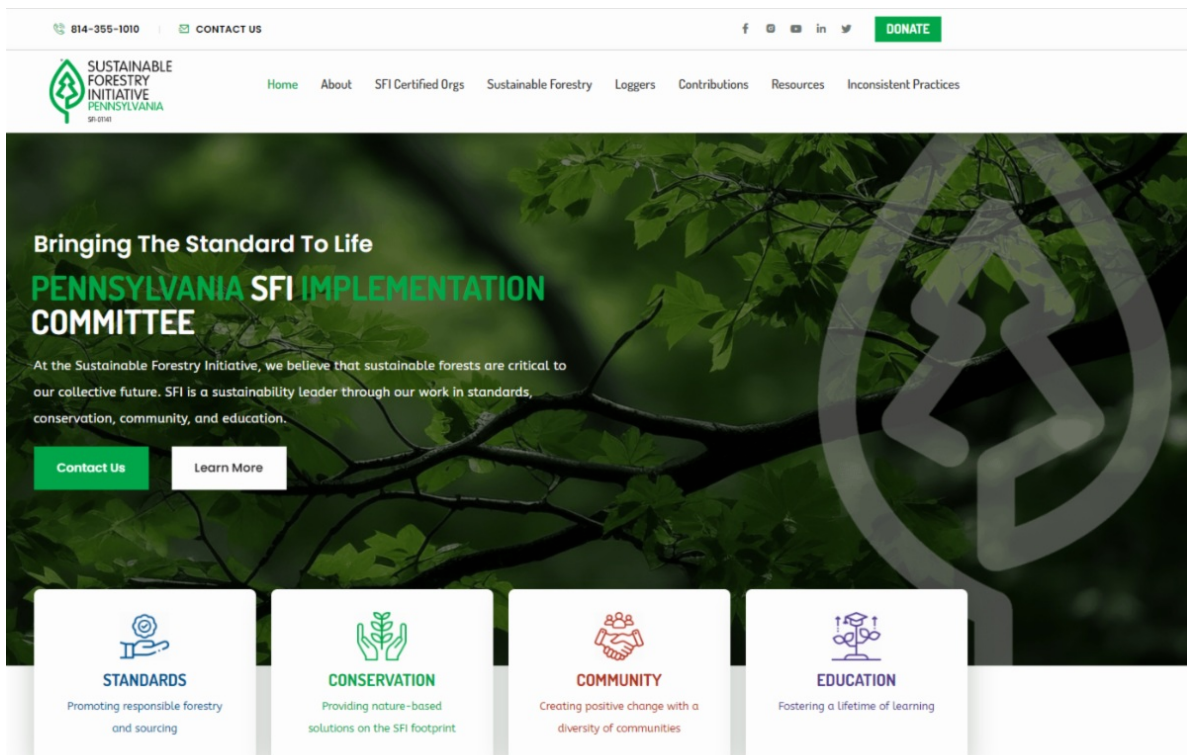 814-355-1010
CONTACT US
DONATE
SUSTAINABLE
FORESTRY
INITIATIVE
PENNSYLVANIA
SFI-01141
Home About SFI Certified Orgs Sustainable Forestry Loggers Contributions Resources Inconsistent Practices
Bringing The Standard To Life
PENNSYLVANIA SFI IMPLEMENTATION
COMMITTEE
At the Sustainable Forestry Initiative, we believe that sustainable forests are critical to
our collective future. SFI is a sustainability leader through our work in standards,
conservation, community, and education.
Contact Us
Learn More
STANDARDS
Promoting responsible forestry
and sourcing
CONSERVATION
Providing nature-based
solutions on the SFI footprint
COMMUNITY
Creating positive change with a
diversity of communities
EDUCATION
Fostering a lifetime of learning